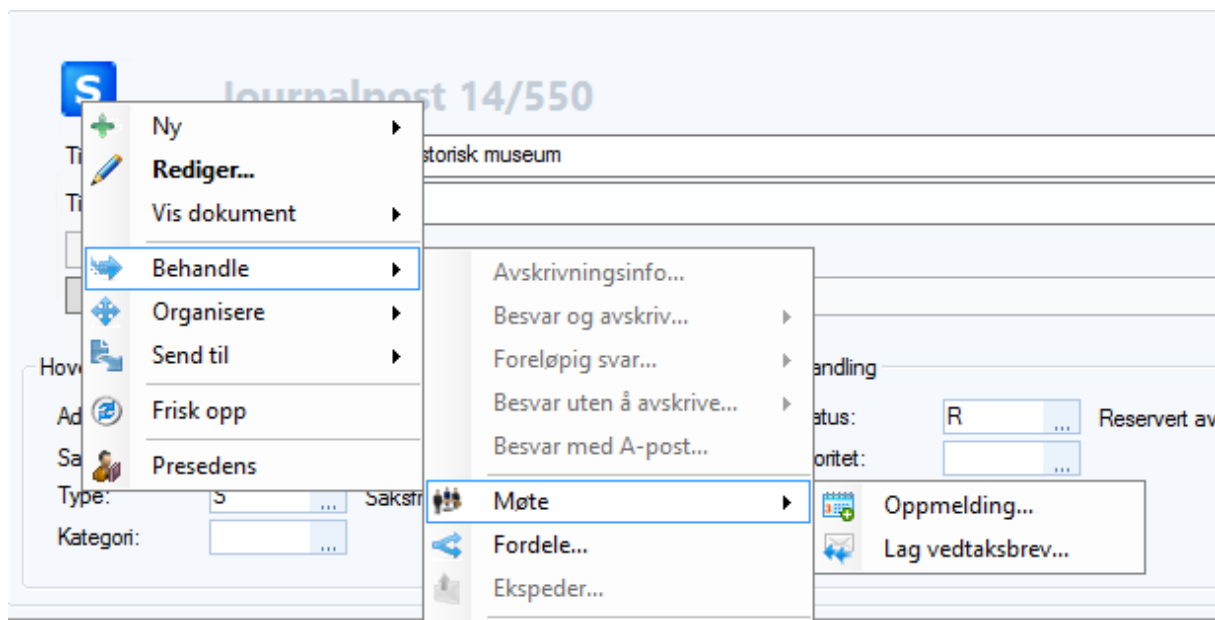 S
Journalpost 14/550
Ny
storisk museum
Rediger...
Vis dokument
Behandle
Organisere
Send til
Frisk opp
Presedens
Avskrivningsinfo...
Besvar og avskriv...
Foreløpig svar...
Besvar uten å avskrive...
Besvar med A-post...
Møte
Fordele...
Ekspeder...
Oppmelding...
Lag vedtaksbrev...
andling
atus: R ... Reservert av
oritet: ...
Type: S ... Saksfr
Kategori: ...